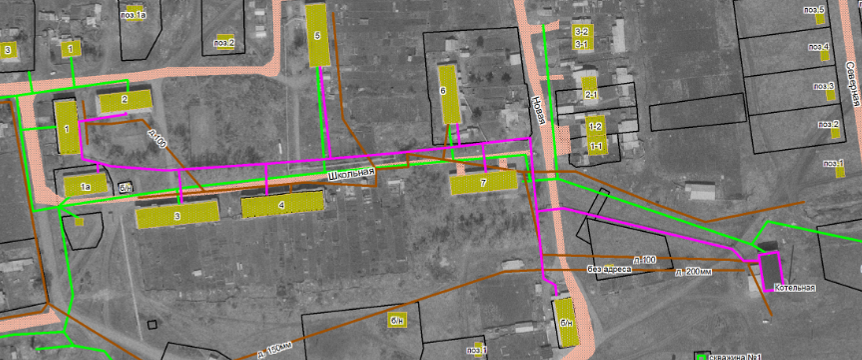 поз.1а
поз.2
3
1
5
3-2
3-1
поз.5
поз.4
Северная
6
2-1
поз.3
Новая
2
1
д.100
1-2
1-1
поз.2
поз.1
Школьная
1а
б/н
7
3
4
д.100
без адреса
д. 200мм
Котельная
б/н
б/н
д. 150мм
поз.1
скважина №1